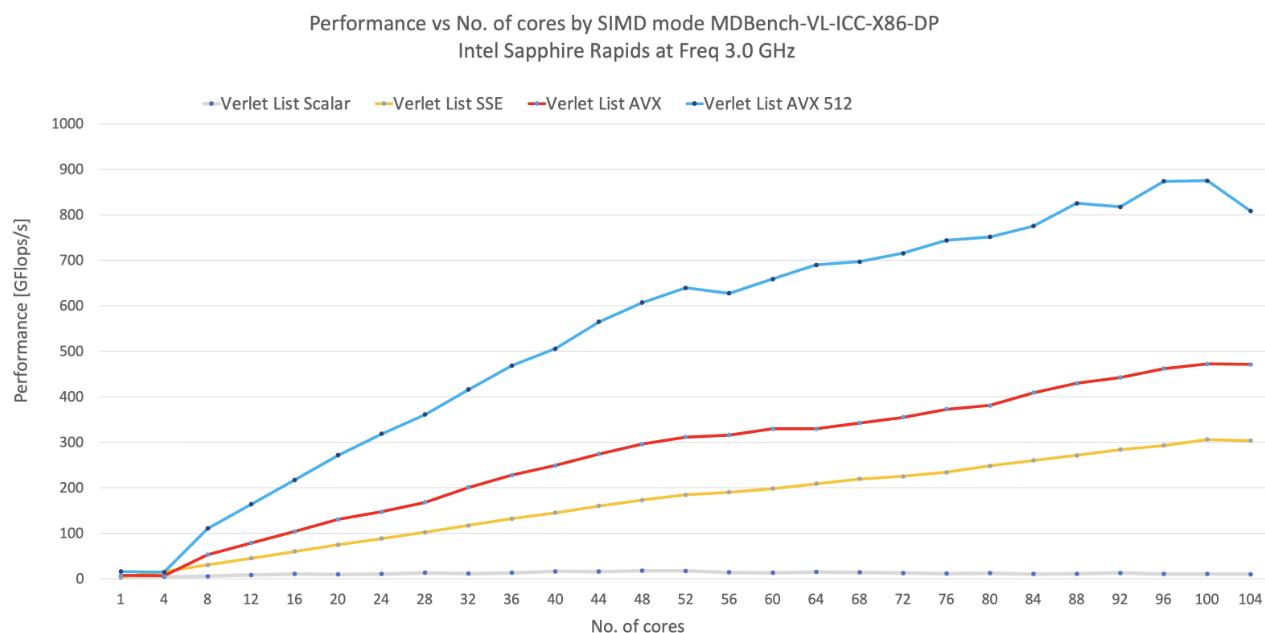 Performance vs No. of cores by SIMD mode MDBench-VL-ICC-X86-DP
Intel Sapphire Rapids at Freq 3.0 GHz
Verlet List Scalar Verlet List SSE Verlet List AVX Verlet List AVX 512
Performance [GFlops/s]
1000
900
800
700
600
500
400
300
200
100
0
1 4 8 12 16 20 24 28 32 36 40 44 48 52 56 60 64 68 72 76 80 84 88 92 96 100 104
No. of cores